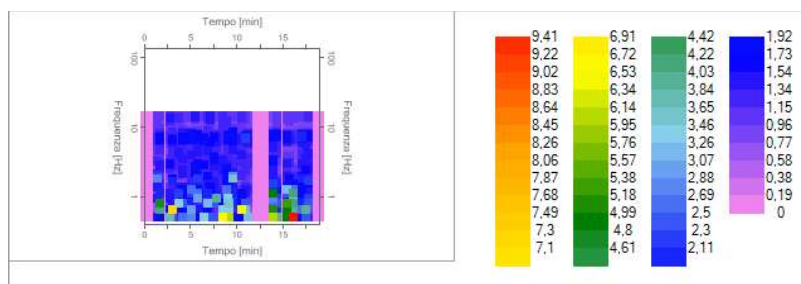 Tempo [min]
0 5 10 15
100 100
Frequenza [Hz] Frequenza [Hz]
10 10
1 1
0 5 10 15
Tempo [min]
9,41 6,91 4,42 1,92
9,22 6,72 4,22 1,73
9,02 6,53 4,03 1,54
8,83 6,34 3,84 1,34
8,64 6,14 3,65 1,15
8,45 5,95 3,46 0,96
8,26 5,76 3,26 0,77
8,06 5,57 3,07 0,58
7,87 5,38 2,88 0,38
7,68 5,18 2,69 0,19
7,49 4,99 2,5 0
7,3 4,8 2,3
7,1 4,61 2,11